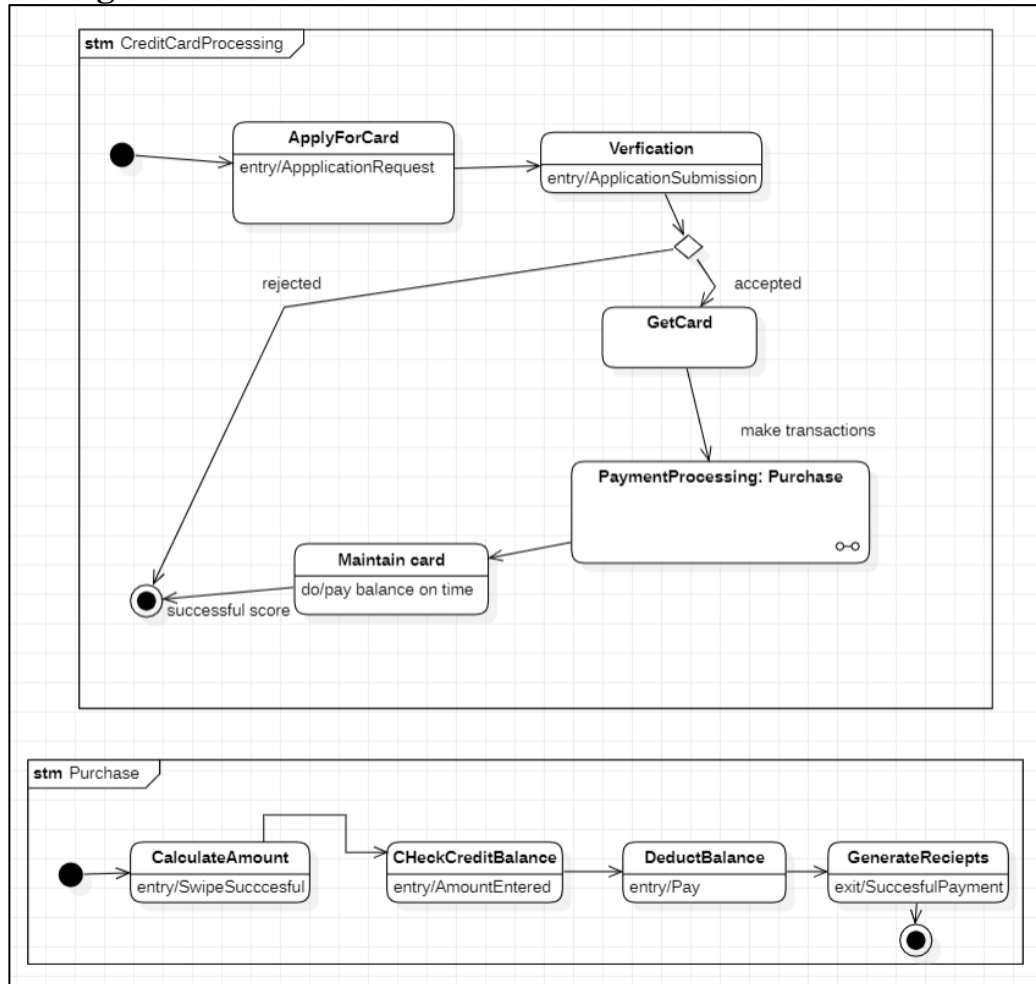 stm CreditCardProcessing
ApplyForCard
entry/AppplicationRequest
Verfication
entry/ApplicationSubmission
rejected
accepted
GetCard
make transactions
PaymentProcessing: Purchase
Maintain card
do/pay balance on time
successful score
stm Purchase
CalculateAmount
entry/SwipeSucccesful
CHeckCreditBalance
entry/AmountEntered
DeductBalance
entry/Pay
GenerateReciepts
exit/SuccesfulPayment